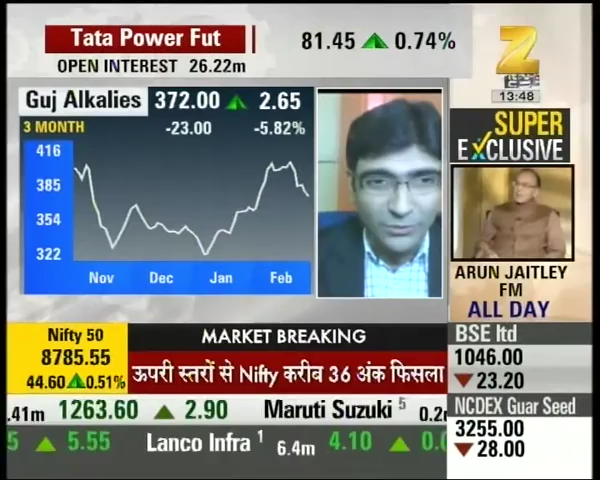 Tata Power Fut
81.45 0.74%
OPEN INTEREST 26.22m
13:48
Guj Alkalies 372.00 2.65
3 MONTH -23.00 -5.82%
416
385
354
322
Nov Dec Jan Feb
SUPER
EXCLUSIVE
ARUN JAITLEY
FM
ALL DAY
Nifty 50
8785.55
44.60 0.51%
MARKET BREAKING
ऊपरी स्तरों से Nifty करीब 36 अंक फिसला
BSE ltd
1046.00
23.20
NCDEX Guar Seed
3255.00
28.00
.41m 1263.60 2.90 Maruti Suzuki 5 0.2
5 5.55 Lanco Infra 1 6.4m 4.10 0.0